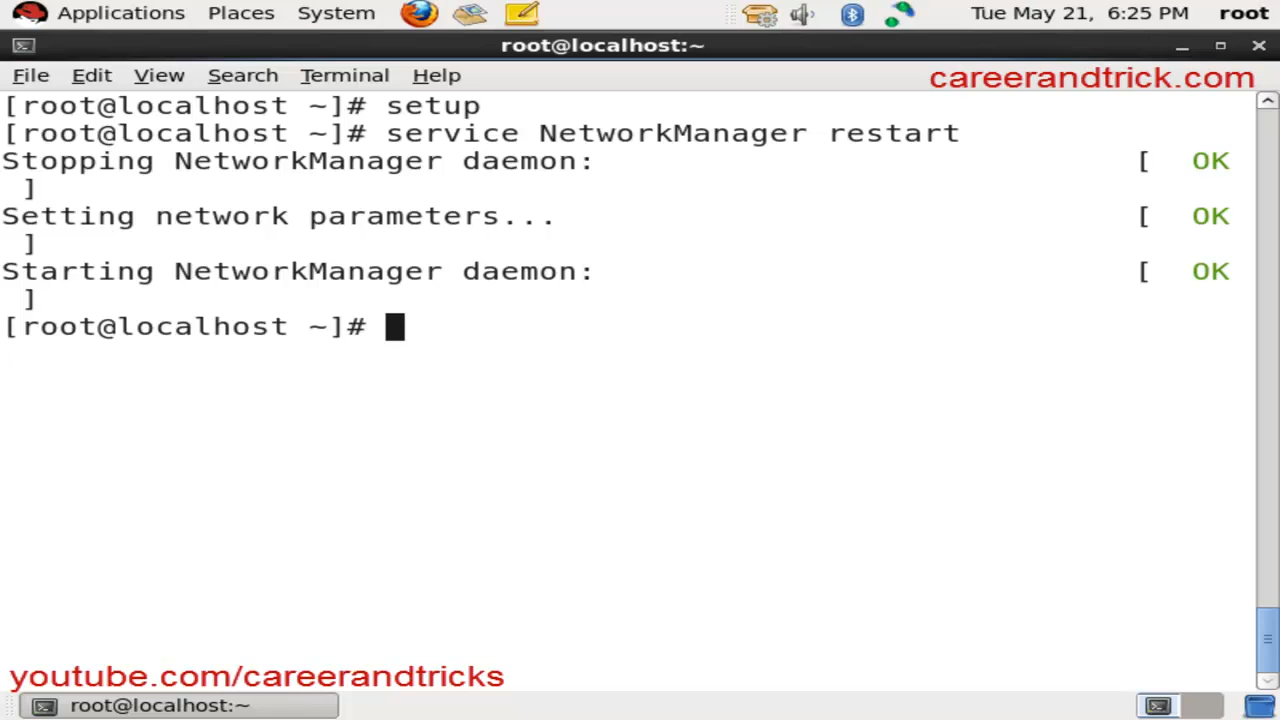 Applications Places System Tue May 21, 6:25 PM root
root@localhost:~
File Edit View Search Terminal Help careerandtrick.com
[root@localhost ~]# setup
[root@localhost ~]# service NetworkManager restart
Stopping NetworkManager daemon: [ OK
]
Setting network parameters... [ OK
]
Starting NetworkManager daemon: [ OK
]
[root@localhost ~]#
youtube.com/careerandtricks
root@localhost:~